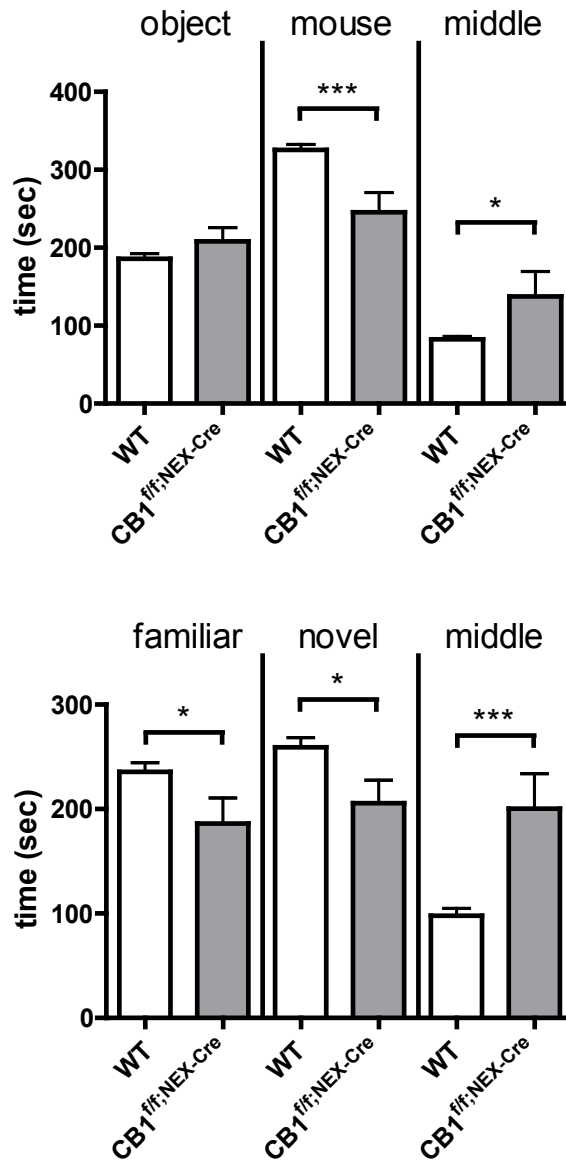 object mouse middle
***
*
400
300
200
100
0
time (sec)
WT
CB1f/f;NEX-Cre
WT
CB1f/f;NEX-Cre
WT
CB1f/f;NEX-Cre
familiar novel middle
*
*
***
300
200
100
0
time (sec)
WT
CB1f/f;NEX-Cre
WT
CB1f/f;NEX-Cre
WT
CB1f/f;NEX-Cre